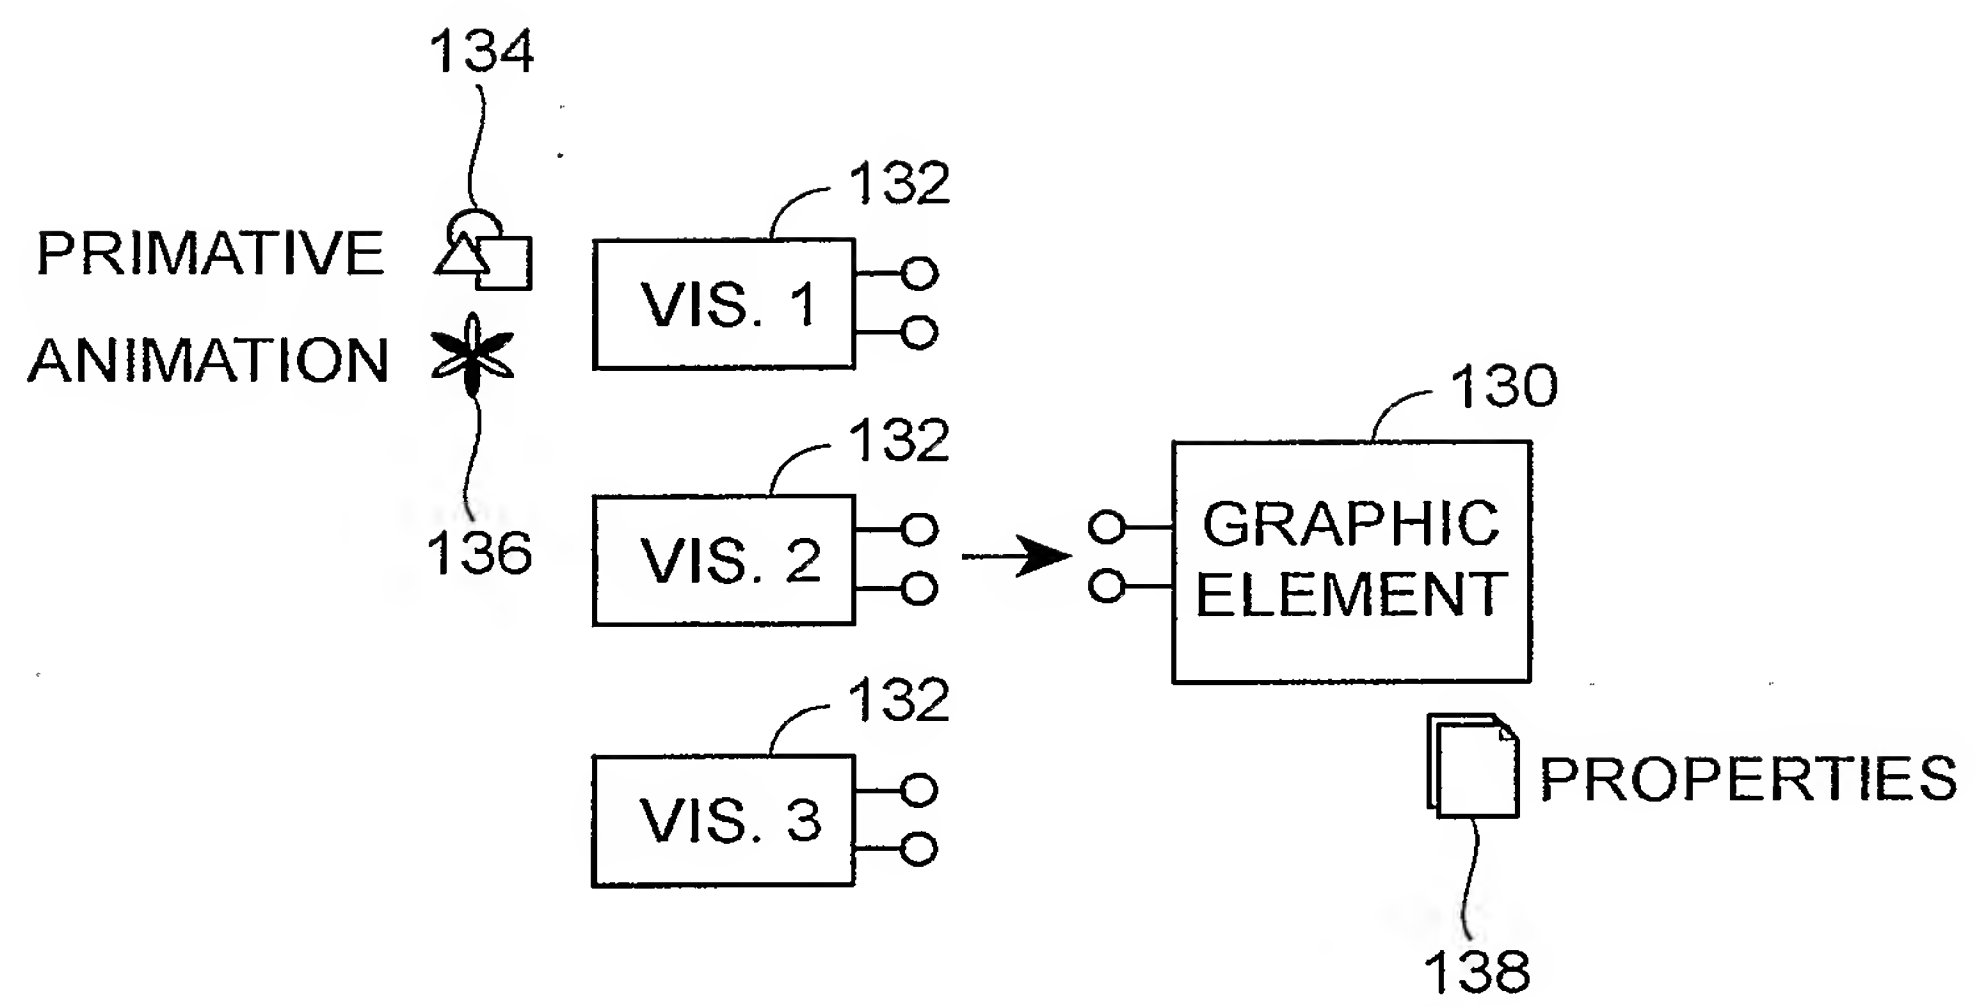 134
132
PRIMATIVE
VIS. 1
ANIMATION
130
132
136
GRAPHIC
VIS. 2
ELEMENT
132
PROPERTIES
VIS. 3
138